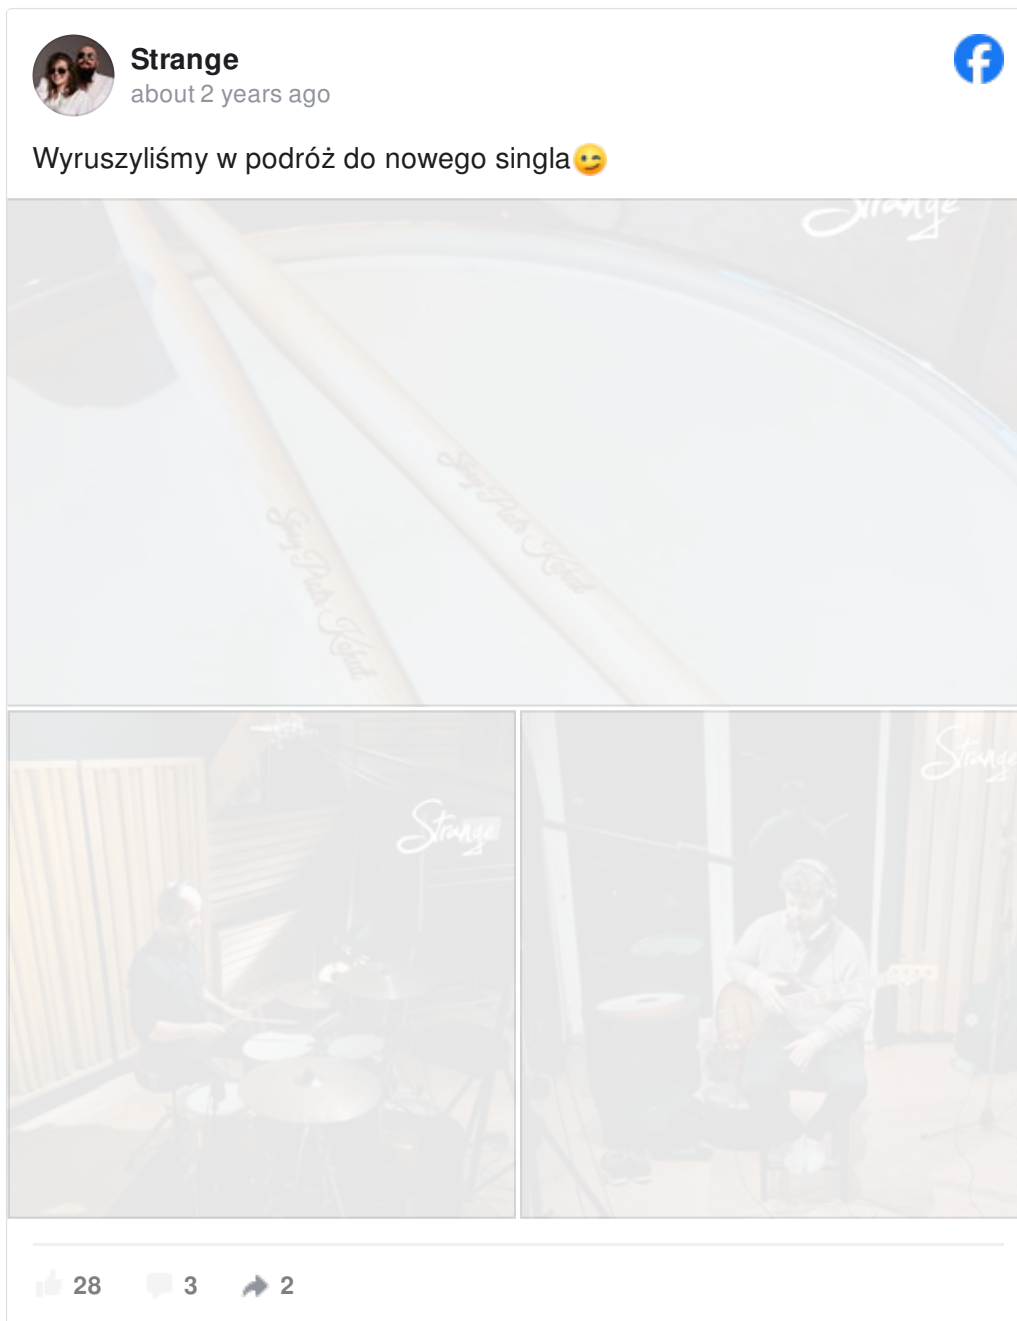 Strange
about 2 years ago
Wyruszyliśmy w podróż do nowego singla😉
Strange
Strange
Strange
28
3
2